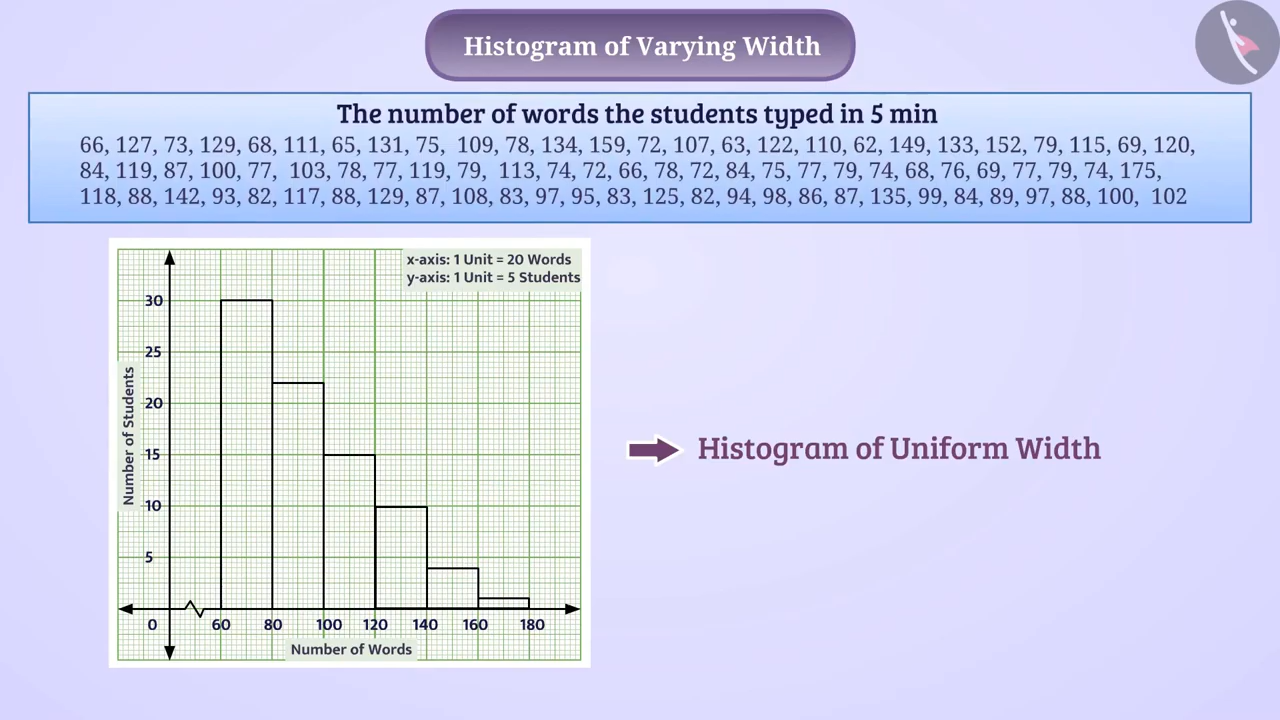 Histogram of Varying Width
The number of words the students typed in 5 min
66, 127, 73, 129, 68, 111, 65, 131, 75, 109, 78, 134, 159, 72, 107, 63, 122, 110, 62, 149, 133, 152, 79, 115, 69, 120,
84, 119, 87, 100, 77, 103, 78, 77, 119, 79, 113, 74, 72, 66, 78, 72, 84, 75, 77, 79, 74, 68, 76, 69, 77, 79, 74, 175,
118, 88, 142, 93, 82, 117, 88, 129, 87, 108, 83, 97, 95, 83, 125, 82, 94, 98, 86, 87, 135, 99, 84, 89, 97, 88, 100, 102
x-axis: 1 Unit = 20 Words
y-axis: 1 Unit = 5 Students
30
25
20
15
10
5
Number of Students
0 60 80 100 120 140 160 180
Number of Words
Histogram of Uniform Width